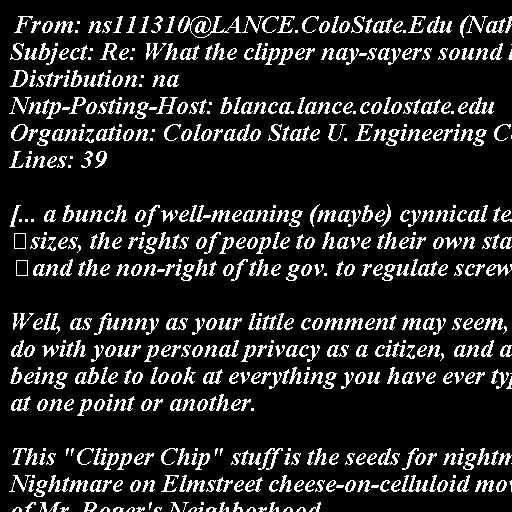 From: ns111310@LANCE.ColoState.Edu (Nath
Subject: Re: What the clipper nay-sayers sound l
Distribution: na
Nntp-Posting-Host: blanca.lance.colostate.edu
Organization: Colorado State U. Engineering C
Lines: 39
[... a bunch of well-meaning (maybe) cynnical te
sizes, the rights of people to have their own sta
and the non-right of the gov. to regulate screw
Well, as funny as your little comment may seem,
do with your personal privacy as a citizen, and a
being able to look at everything you have ever typ
at one point or another.
This "Clipper Chip" stuff is the seeds for nightm
Nightmare on Elmstreet cheese-on-celluloid mov
of Mr. Roger's Neighborhood